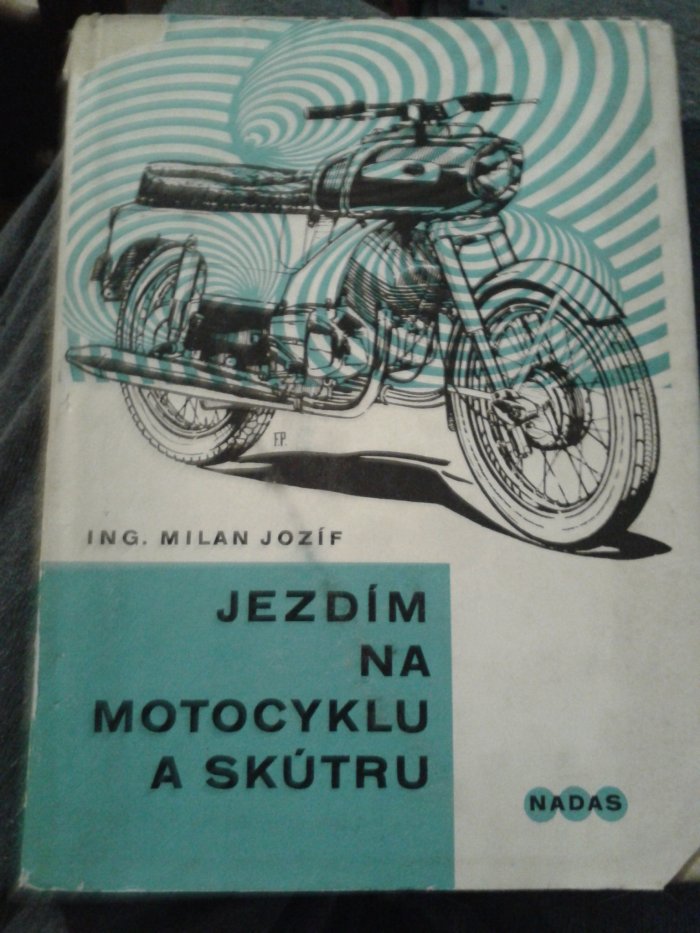 F.P.
ING. MILAN JOZÍF
JEZDÍM
NA
MOTOCYKLU
A SKÚTRU
NADAS